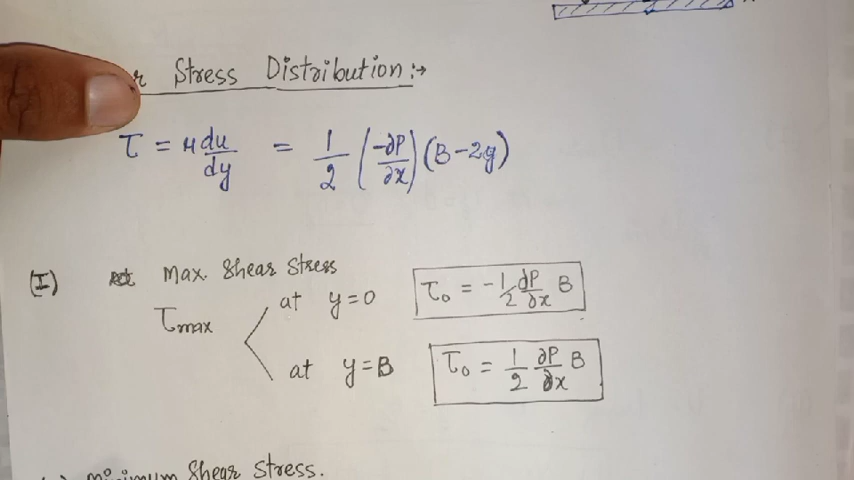 Stress Distribution:→
τ = μ du/dy = 1/2 (-∂P/∂x) (B-2y)
(I) Max. Shear Stress
τmax
at y=0 τ₀ = -1/2 ∂P/∂x B
at y=B τ₀ = 1/2 ∂P/∂x B
minimum Shear Stress.